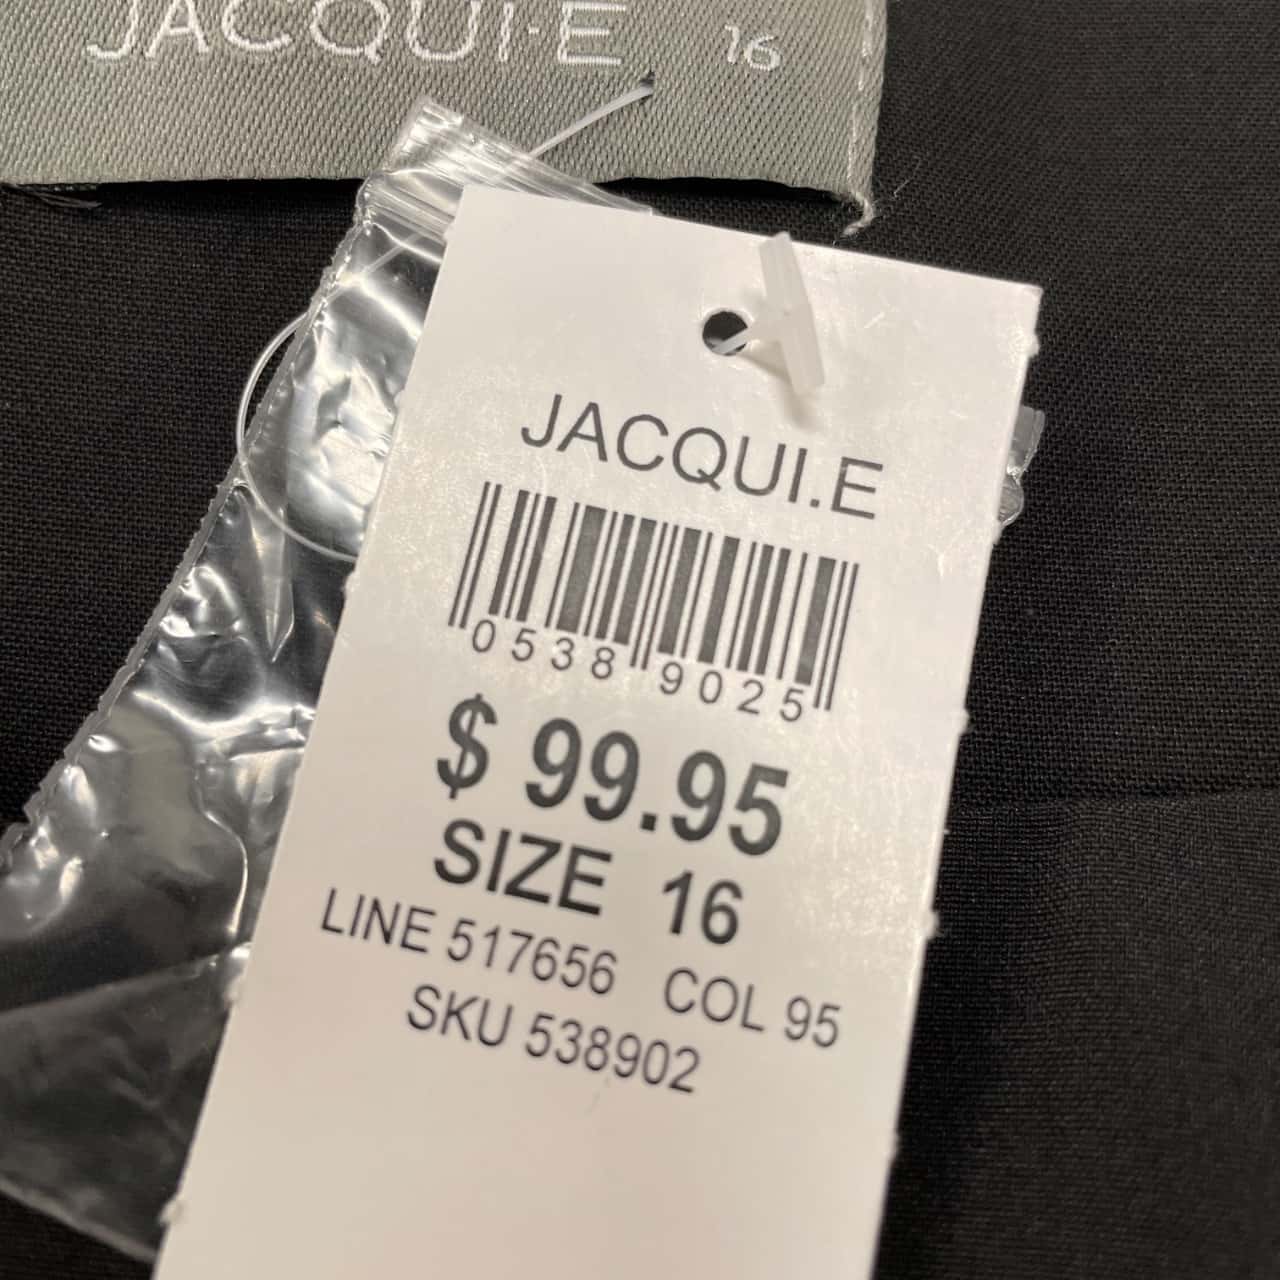 JACQUI·E 16
JACQUI.E
0538 9025
$ 99.95
SIZE 16
LINE 517656 COL 95
SKU 538902